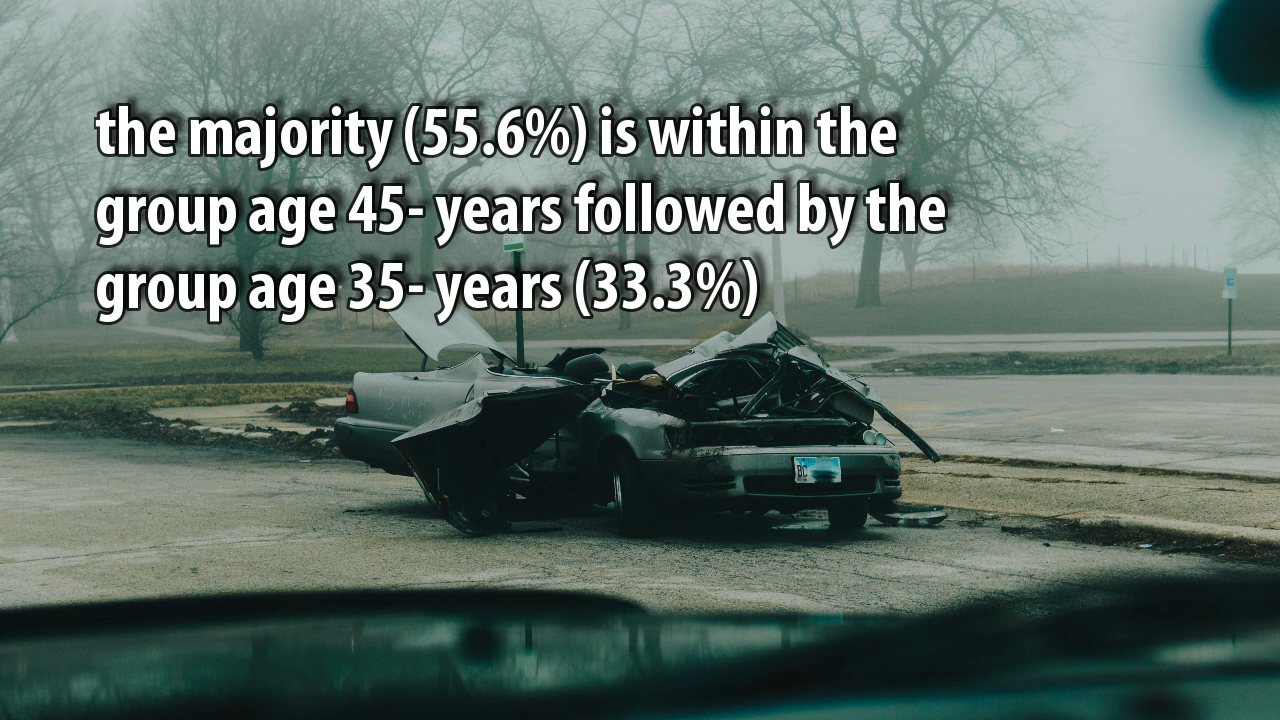 the majority (55.6%) is within the
group age 45- years followed by the
group age 35- years (33.3%)
BC